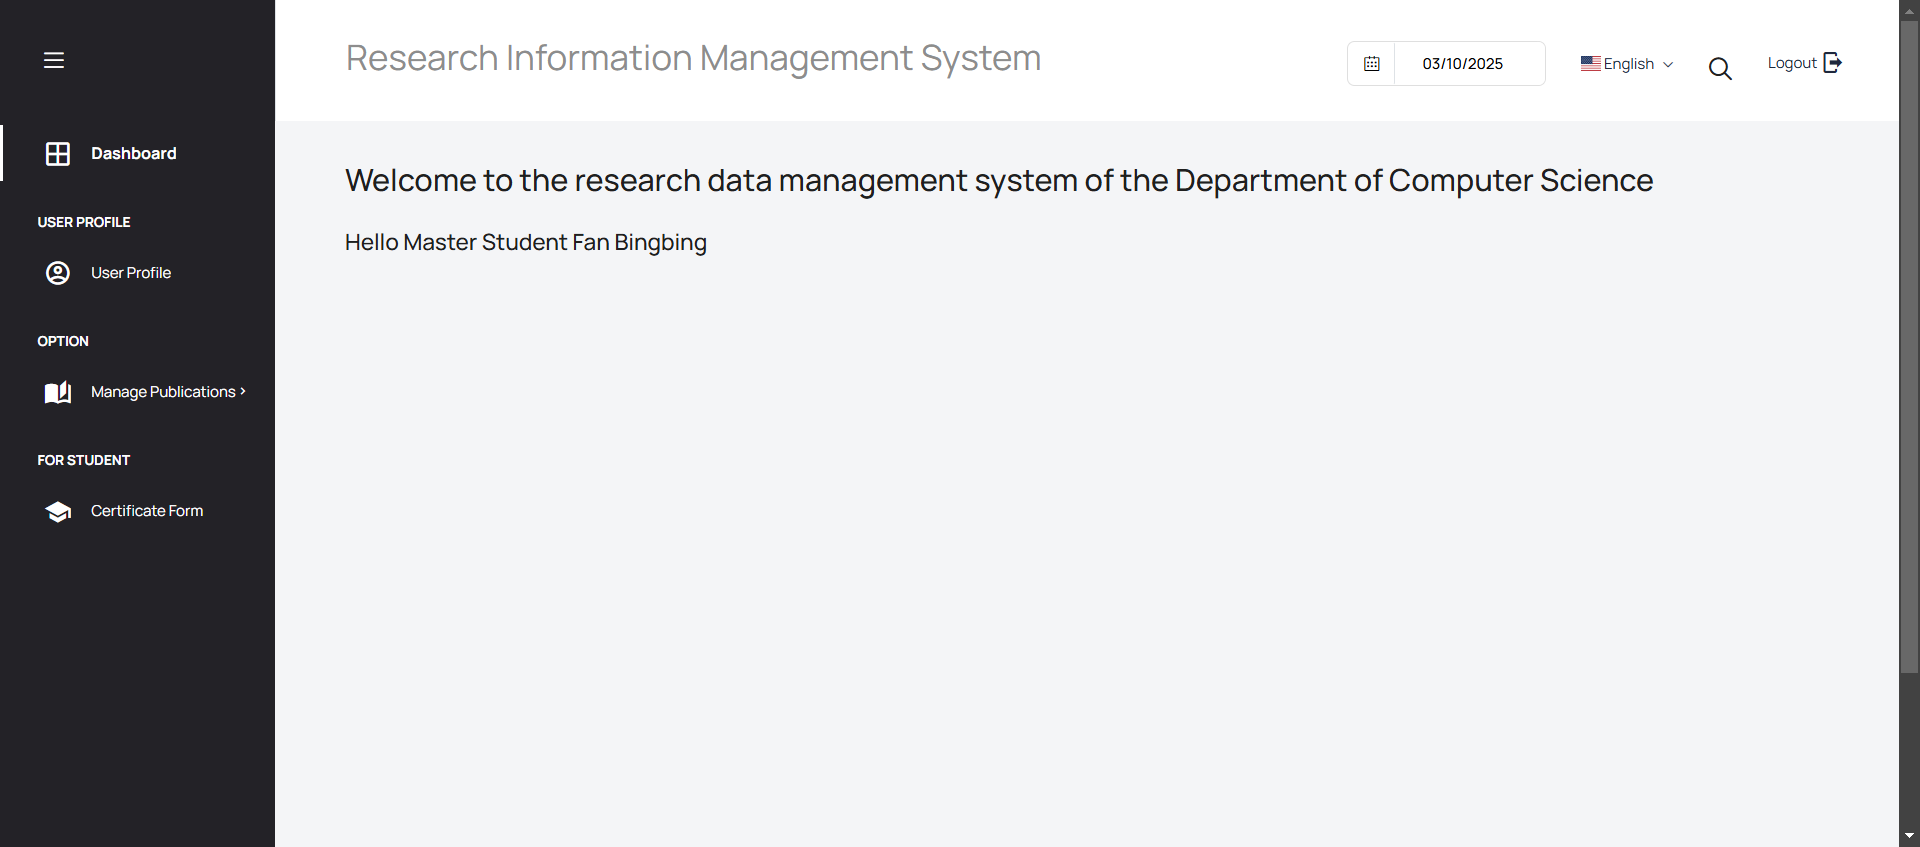 Research Information Management System
03/10/2025
English
Logout
Dashboard
USER PROFILE
User Profile
OPTION
Manage Publications
FOR STUDENT
Certificate Form
Welcome to the research data management system of the Department of Computer Science
Hello Master Student Fan Bingbing